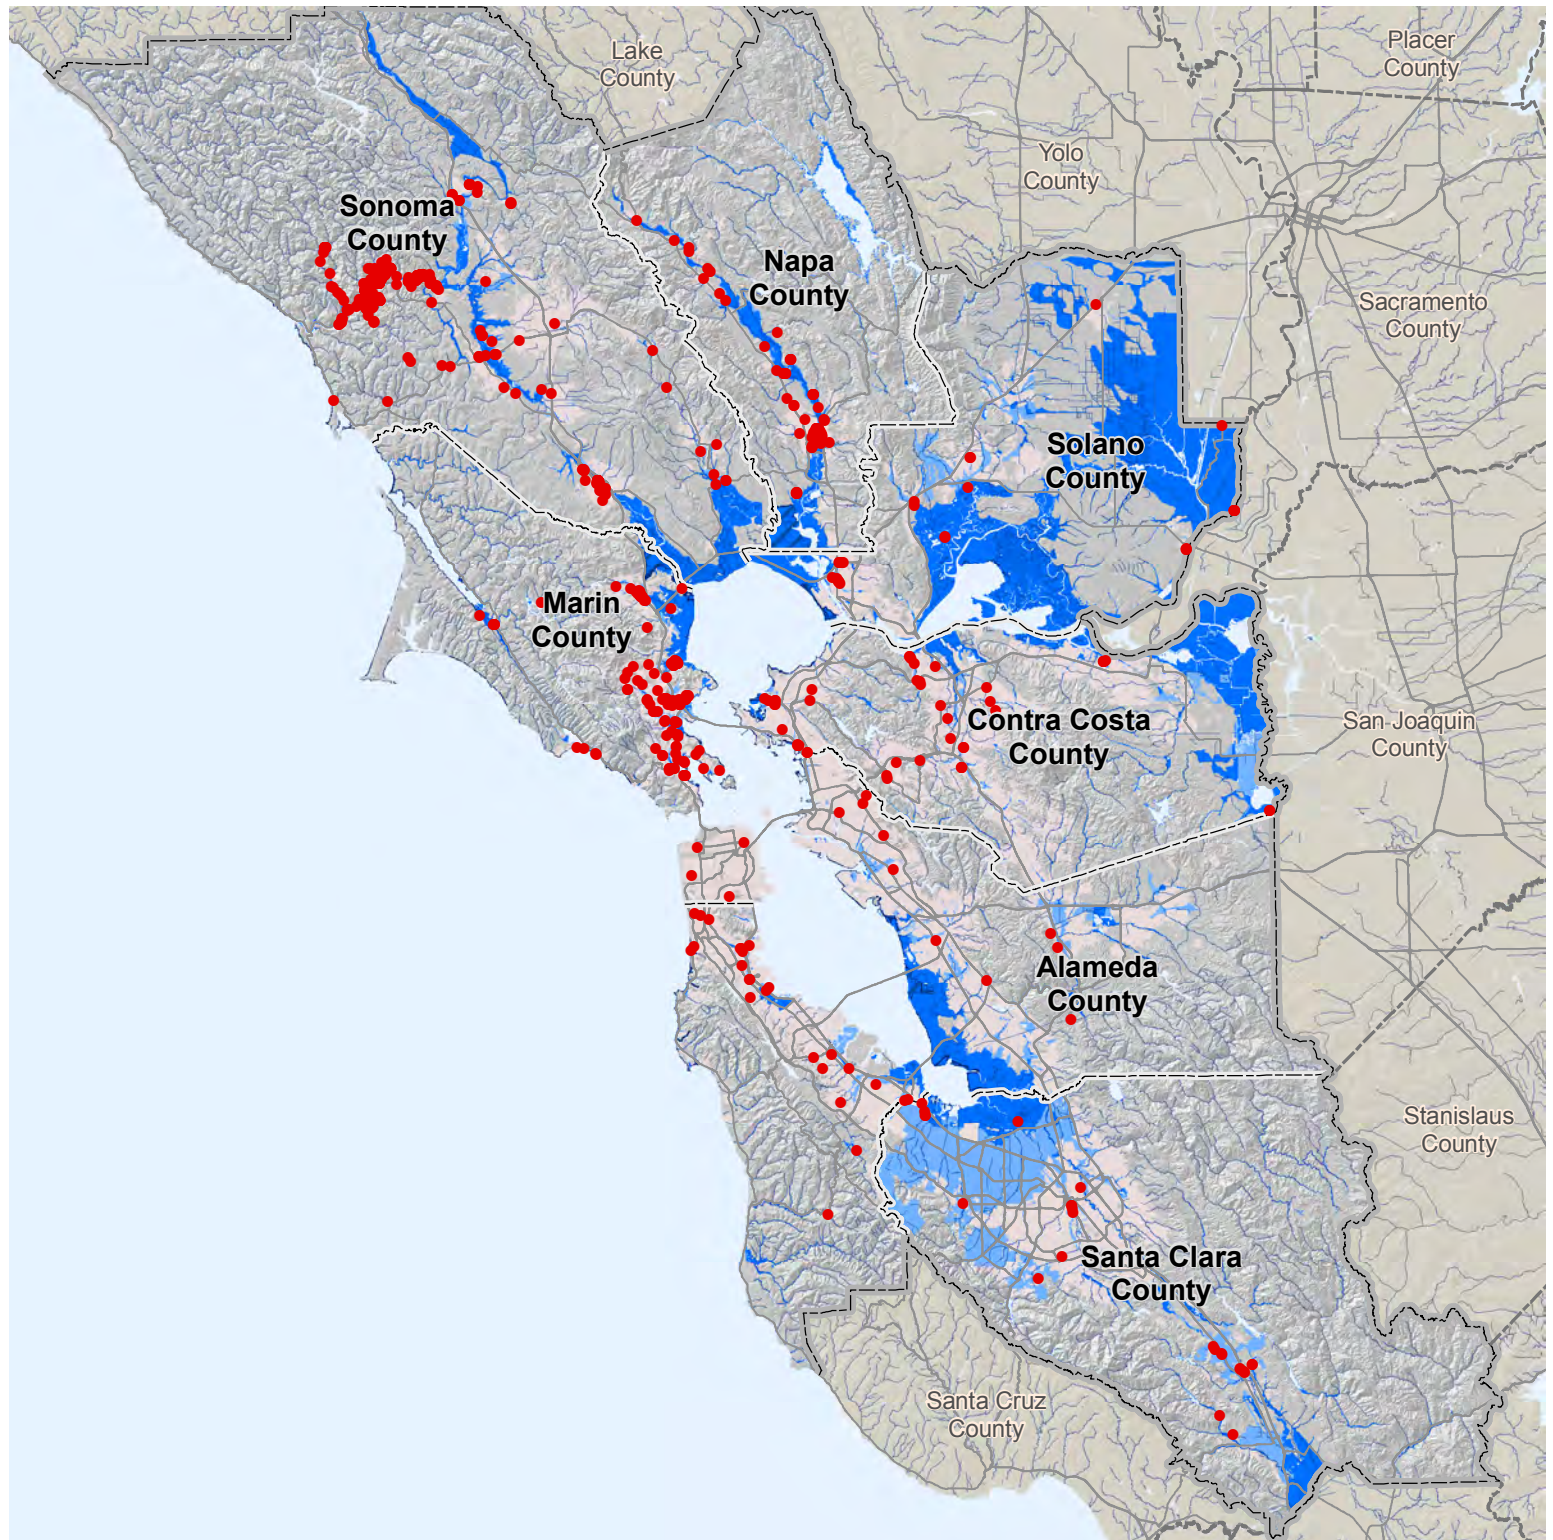 Lake
County
Placer
County
Yolo
County
Sonoma
County
Napa
County
Sacramento
County
Solano
County
Marin
County
Contra Costa
County
San Joaquin
County
Alameda
County
Stanislaus
County
Santa Clara
County
Santa Cruz
County